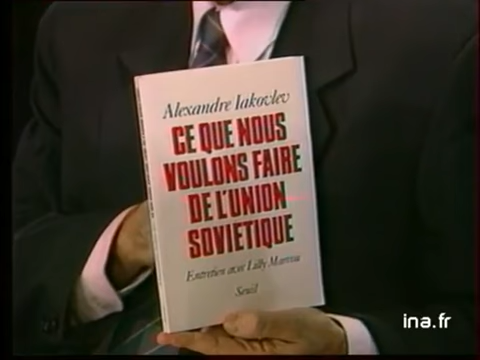 Alexandre Iakovlev
CE QUE NOUS
VOULONS FAIRE
DE L'UNION
SOVIETIQUE
Entretien avec Lilly Marcou
Seuil
ina.fr